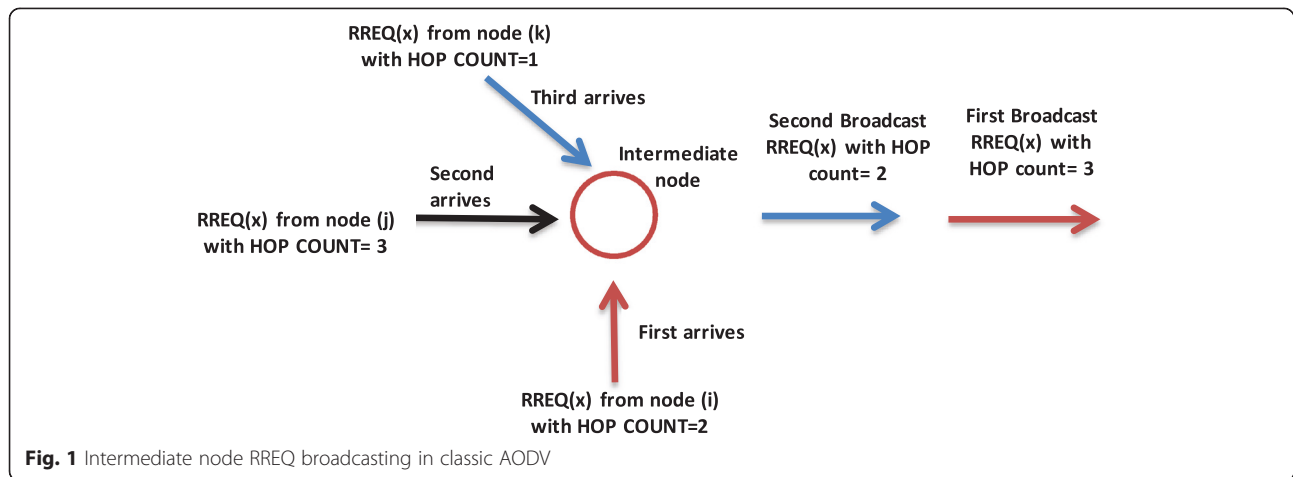 RREQ(x) from node (k)
with HOP COUNT=1
Third arrives
Intermediate
node
Second
arrives
RREQ(x) from node (j)
with HOP COUNT= 3
Second Broadcast
RREQ(x) with HOP
count= 2
First Broadcast
RREQ(x) with
HOP count= 3
First arrives
RREQ(x) from node (i)
with HOP COUNT=2
Fig. 1 Intermediate node RREQ broadcasting in classic AODV